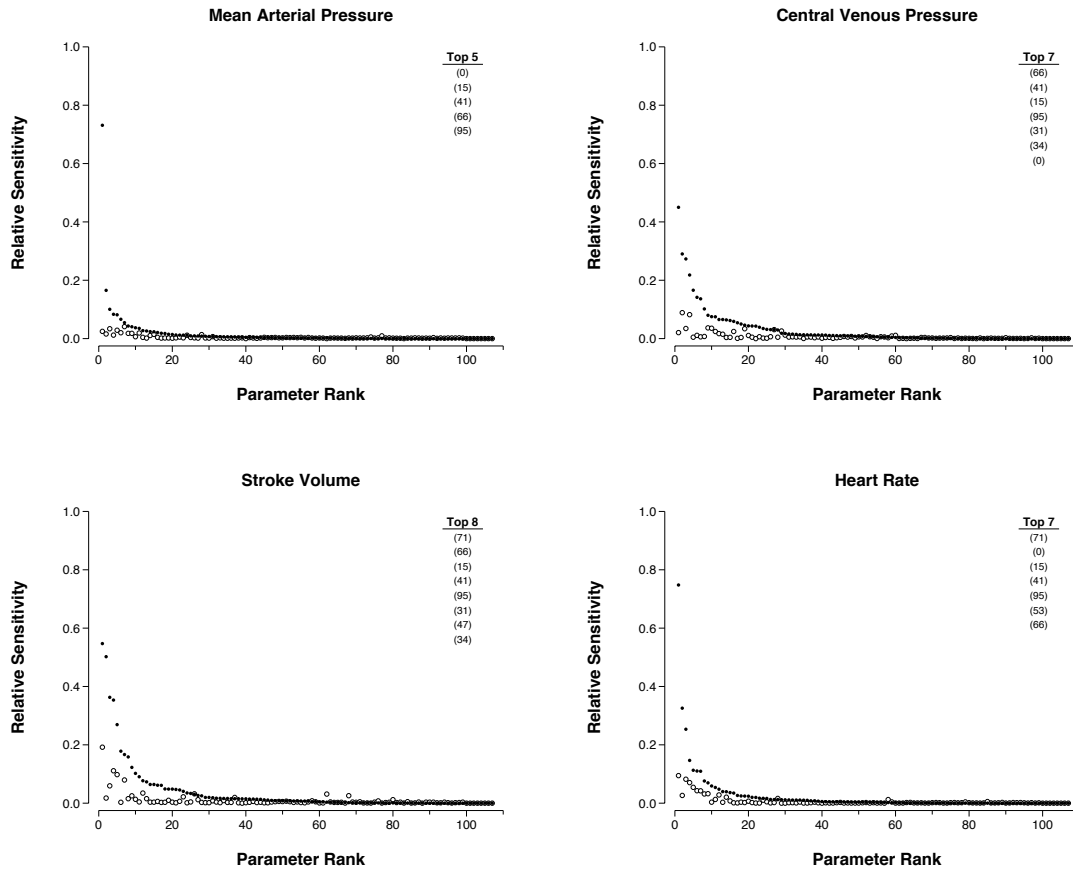 Mean Arterial Pressure
Relative Sensitivity
1.0
0.8
0.6
0.4
0.2
0.0
0 20 40 60 80 100
Parameter Rank
Top 5
(0)
(15)
(41)
(66)
(95)
Central Venous Pressure
Relative Sensitivity
1.0
0.8
0.6
0.4
0.2
0.0
0 20 40 60 80 100
Parameter Rank
Top 7
(66)
(41)
(15)
(95)
(31)
(34)
(0)
Stroke Volume
Relative Sensitivity
1.0
0.8
0.6
0.4
0.2
0.0
0 20 40 60 80 100
Parameter Rank
Top 8
(71)
(66)
(15)
(41)
(95)
(31)
(47)
(34)
Heart Rate
Relative Sensitivity
1.0
0.8
0.6
0.4
0.2
0.0
0 20 40 60 80 100
Parameter Rank
Top 7
(71)
(0)
(15)
(41)
(95)
(53)
(66)